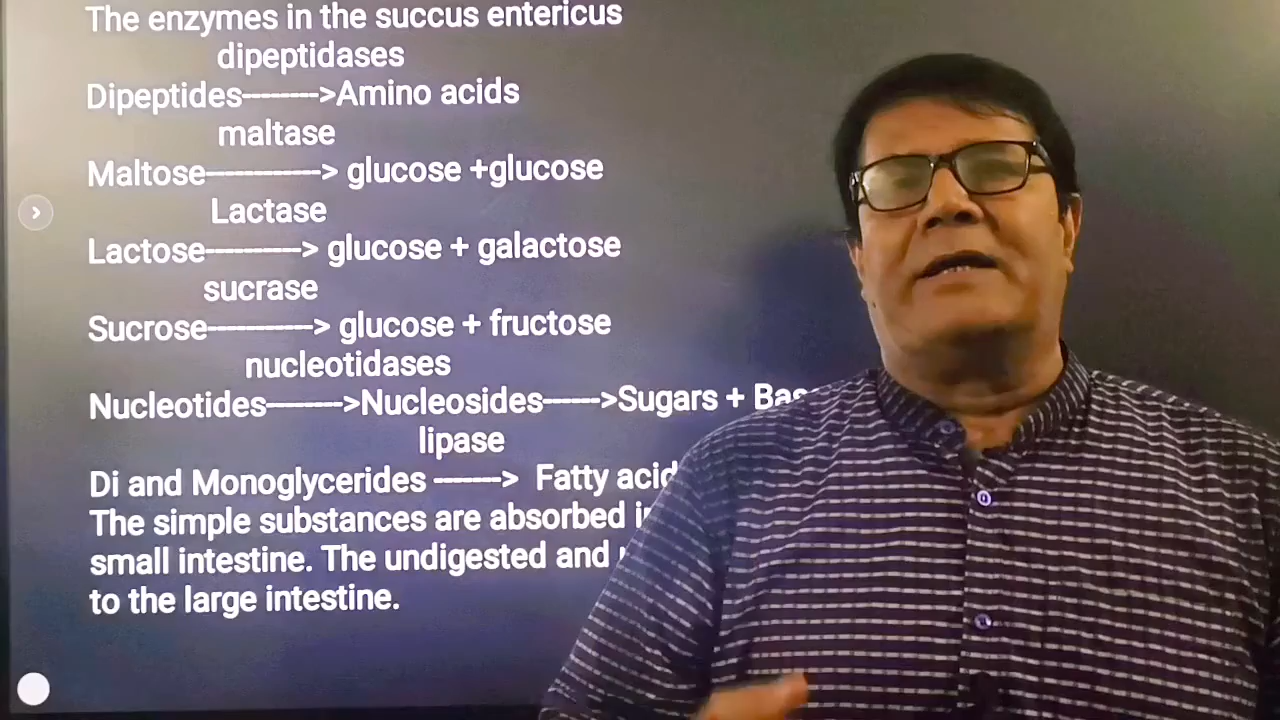 The enzymes in the succus entericus
dipeptidases
Dipeptides-------->Amino acids
maltase
Maltose------------> glucose +glucose
Lactase
Lactose----------> glucose + galactose
sucrase
Sucrose-----------> glucose + fructose
nucleotidases
Nucleotides-------->Nucleosides------>Sugars +
lipase
Di and Monoglycerides -------> Fatty
The simple substances are absorbed
small intestine. The undigested and
to the large intestine.